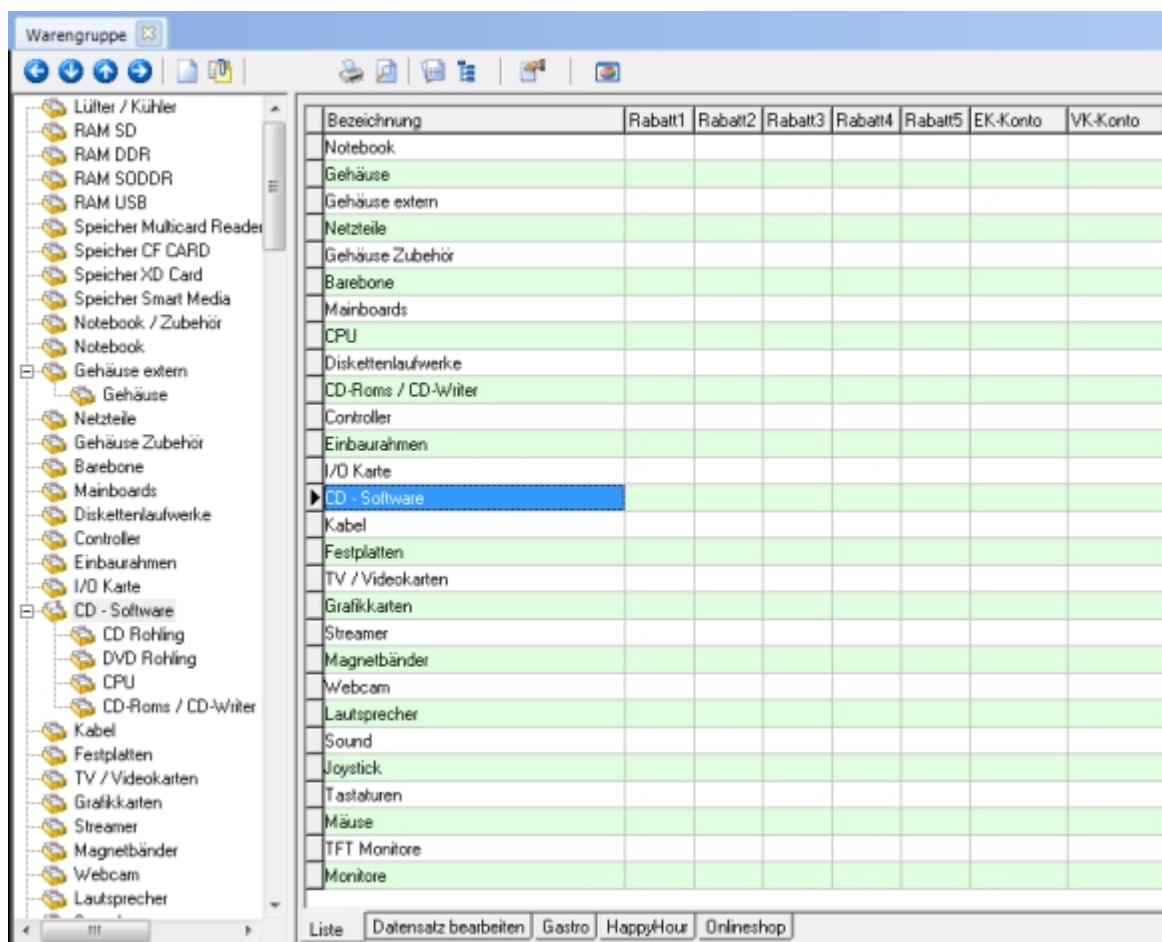 Warengruppe
Lüfter / Kühler
RAM SD
RAM DDR
RAM SODDR
RAM USB
Speicher Multicard Reader
Speicher CF CARD
Speicher XD Card
Speicher Smart Media
Notebook / Zubehör
Notebook
Gehäuse extern
Gehäuse
Netzteile
Gehäuse Zubehör
Barebone
Mainboards
Diskettenlaufwerke
Controller
Einbaurahmen
I/O Karte
CD - Software
CD Rohling
DVD Rohling
CPU
CD-Roms / CD-Writer
Kabel
Festplatten
TV / Videokarten
Grafikkarten
Streamer
Magnetbänder
Webcam
Lautsprecher
Bezeichnung Rabatt1 Rabatt2 Rabatt3 Rabatt4 Rabatt5 EK-Konto VK-Konto
Notebook
Gehäuse
Gehäuse extern
Netzteile
Gehäuse Zubehör
Barebone
Mainboards
CPU
Diskettenlaufwerke
CD-Roms / CD-Writer
Controller
Einbaurahmen
I/O Karte
CD - Software
Kabel
Festplatten
TV / Videokarten
Grafikkarten
Streamer
Magnetbänder
Webcam
Lautsprecher
Sound
Joystick
Tastaturen
Mäuse
TFT Monitore
Monitore
Liste Datensatz bearbeiten Gastro HappyHour Onlineshop